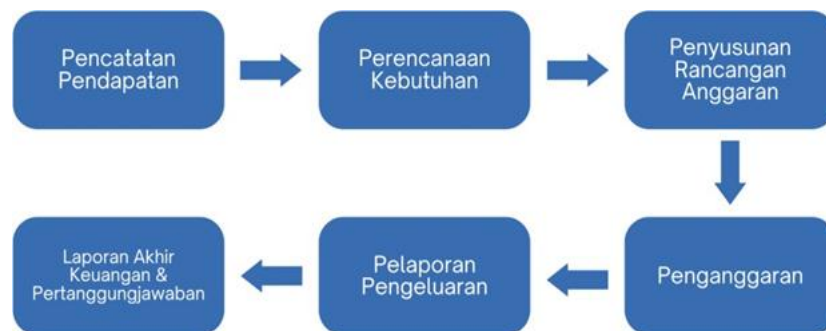 Pencatatan
Pendapatan
Perencanaan
Kebutuhan
Penyusunan
Rancangan
Anggaran
Penganggaran
Pelaporan
Pengeluaran
Laporan Akhir
Keuangan &
Pertanggungjawaban